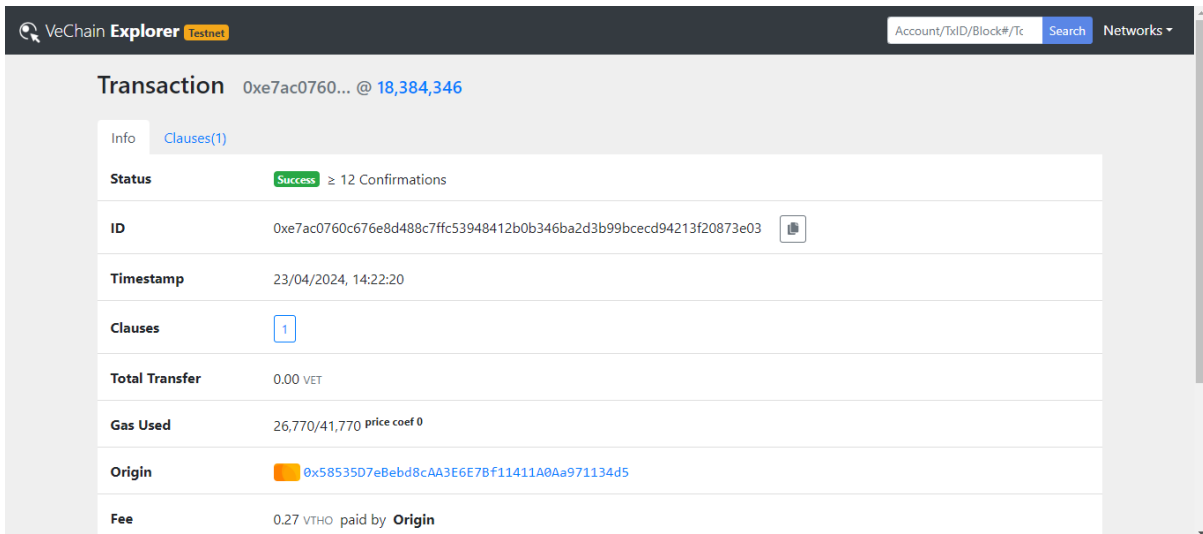 VeChain Explorer Testnet
Account/TxID/Block#/Tc Search Networks
Transaction 0xe7ac0760... @ 18,384,346
Info Clauses(1)
Status Success ≥ 12 Confirmations
ID 0xe7ac0760c676e8d488c7ffc53948412b0b346ba2d3b99bcecd94213f20873e03
Timestamp 23/04/2024, 14:22:20
Clauses 1
Total Transfer 0.00 VET
Gas Used 26,770/41,770 price coef 0
Origin 0x58535D7eBebd8cAA3E6E7Bf11411A0Aa971134d5
Fee 0.27 VTHO paid by Origin